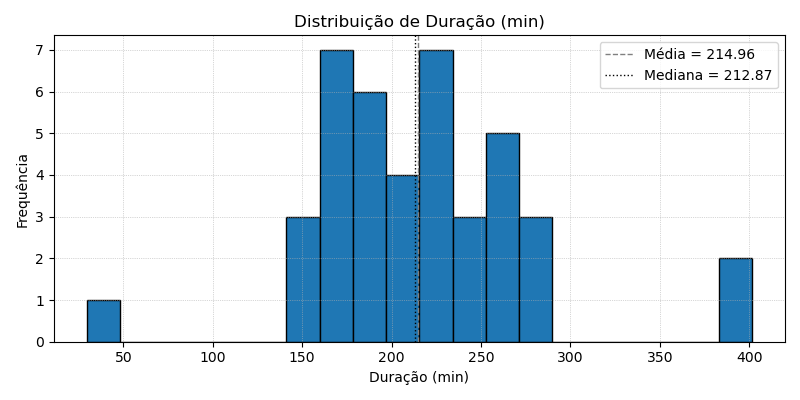 Distribuição de Duração (min)
Média = 214.96
Mediana = 212.87
Frequência
7
6
5
4
3
2
1
0
50 100 150 200 250 300 350 400
Duração (min)